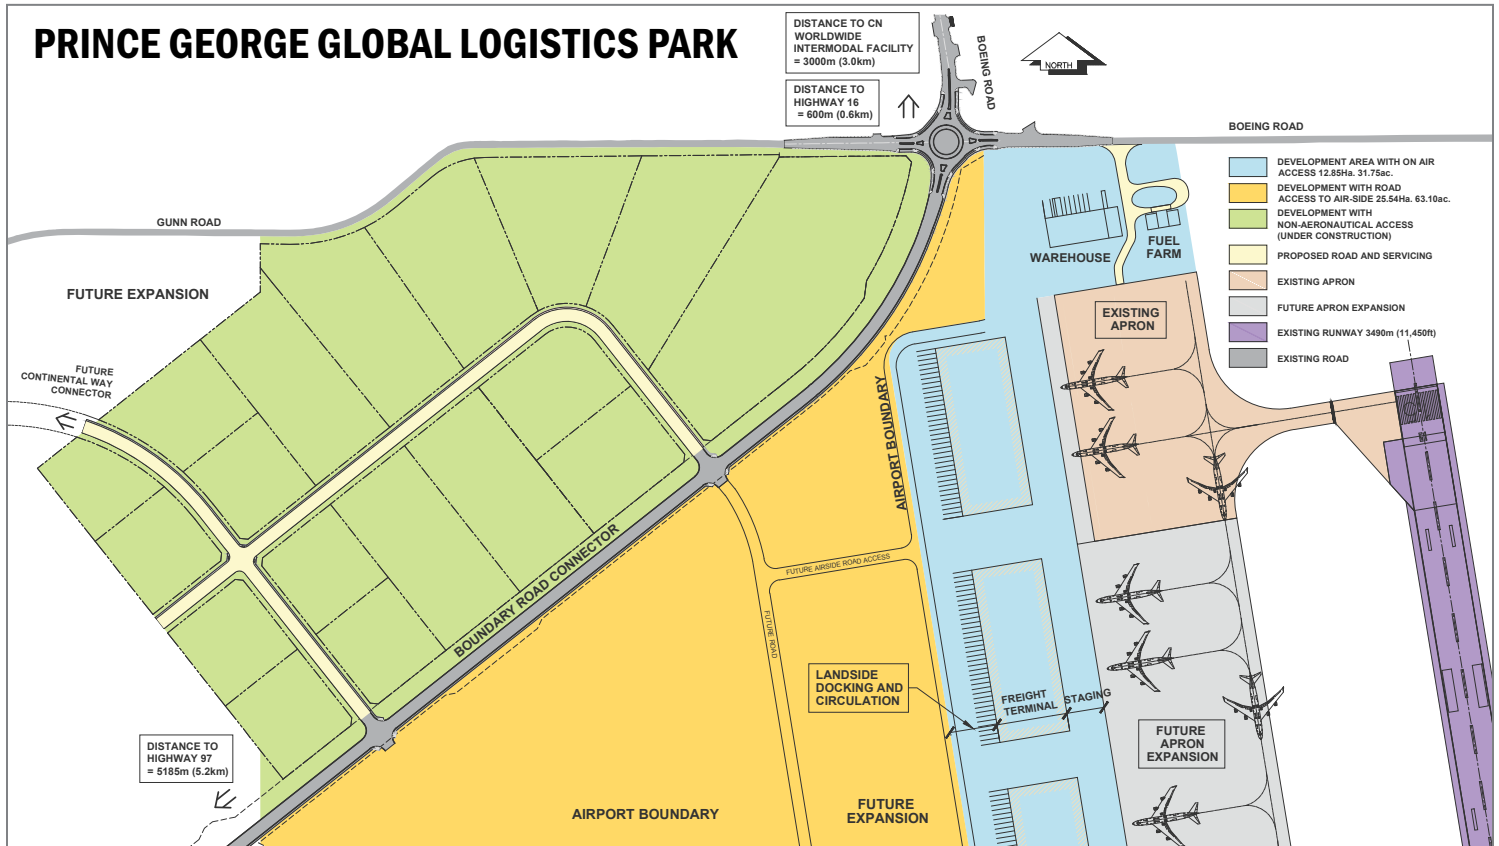 PRINCE GEORGE GLOBAL LOGISTICS PARK
DISTANCE TO CN
WORLDWIDE
INTERMODAL FACILITY
= 3000m (3.0km)
DISTANCE TO
HIGHWAY 16
= 600m (0.6km)
BOEING ROAD
NORTH
BOEING ROAD
GUNN ROAD
DEVELOPMENT AREA WITH ON AIR
ACCESS 12.85Ha. 31.75ac.
DEVELOPMENT WITH ROAD
ACCESS TO AIR-SIDE 25.54Ha. 63.10ac.
DEVELOPMENT WITH
NON-AERONAUTICAL ACCESS
(UNDER CONSTRUCTION)
PROPOSED ROAD AND SERVICING
EXISTING APRON
FUTURE APRON EXPANSION
EXISTING RUNWAY 3490m (11,450ft)
EXISTING ROAD
WAREHOUSE
FUEL
FARM
FUTURE EXPANSION
EXISTING
APRON
FUTURE
CONTINENTAL WAY
CONNECTOR
AIRPORT BOUNDARY
BOUNDARY ROAD CONNECTOR
FUTURE AIRSIDE ROAD ACCESS
FUTURE ROAD
LANDSIDE
DOCKING AND
CIRCULATION
FREIGHT
TERMINAL
STAGING
FUTURE
APRON
EXPANSION
DISTANCE TO
HIGHWAY 97
= 5185m (5.2km)
AIRPORT BOUNDARY
FUTURE
EXPANSION